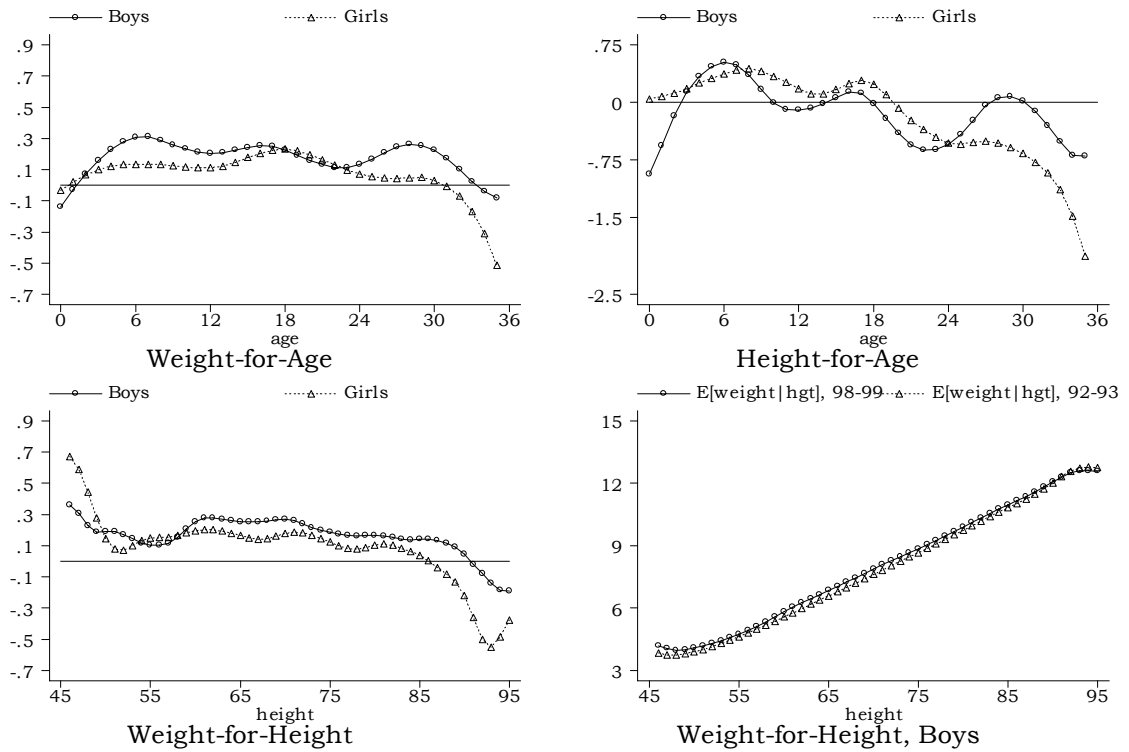 Boys Girls
.9
.7
.5
.3
.1
-.1
-.3
-.5
-.7
0 6 12 18 24 30 36
age
Weight-for-Age
Boys Girls
.75
0
-.75
-1.5
-2.5
0 6 12 18 24 30 36
age
Height-for-Age
Boys Girls
.9
.7
.5
.3
.1
-.1
-.3
-.5
-.7
45 55 65 75 85 95
height
Weight-for-Height
E[weight|hgt], 98-99 E[weight|hgt], 92-93
15
12
9
6
3
45 55 65 75 85 95
height
Weight-for-Height, Boys